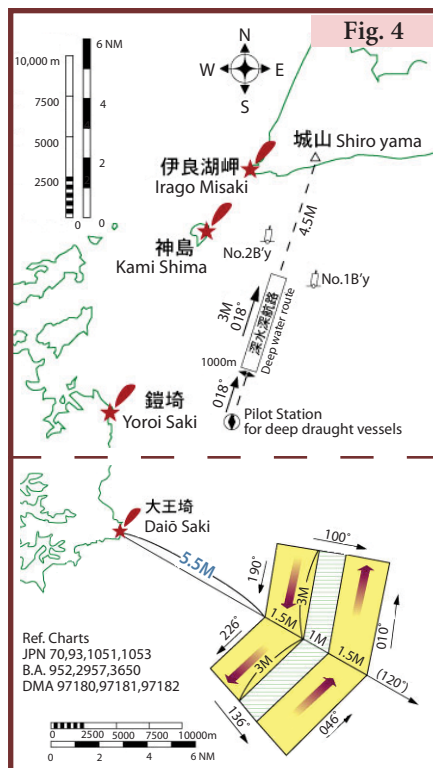 Fig. 4
6 NM
10,000 m
7500
4
5000
2
2500
0
0
N
W
E
S
城山 Shiro yama
伊良湖岬
Irago Misaki
4.5M
神島
Kami Shima
No.2B'y
No.1B'y
3M
018°
深水深航路
Deep water route
1000m
018°
鎧埼
Yoroi Saki
Pilot Station
for deep draught vessels
大王埼
Daiō Saki
5.5M
100°
190°
3M
1.5M
1M
1.5M
010°
226°
3M
(120°)
136°
046°
Ref. Charts
JPN 70,93,1051,1053
B.A. 952,2957,3650
DMA 97180,97181,97182
0 2500 5000 7500 10000m
0 2 4 6 NM